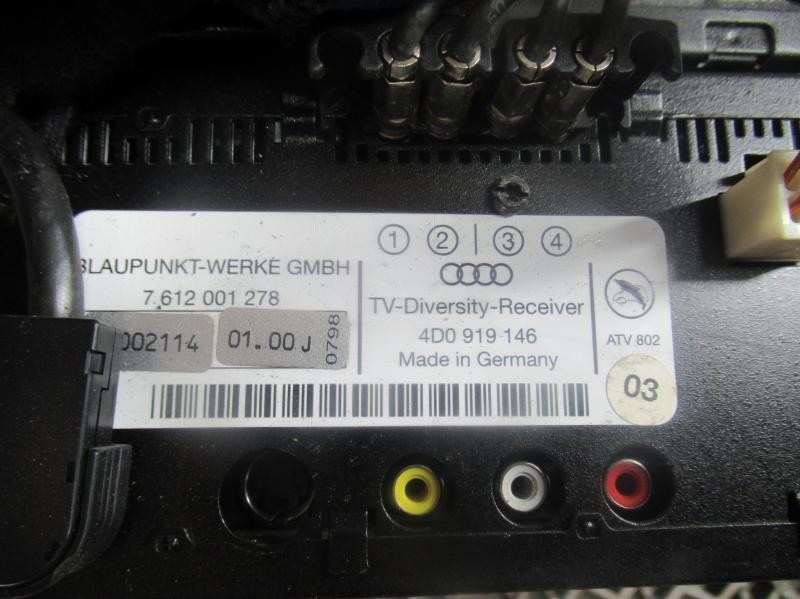 BLAUPUNKT-WERKE GMBH
7 612 001 278
002114
01.00 J
0798
1 2 | 3 4
TV-Diversity-Receiver
4D0 919 146
Made in Germany
ATV 802
03